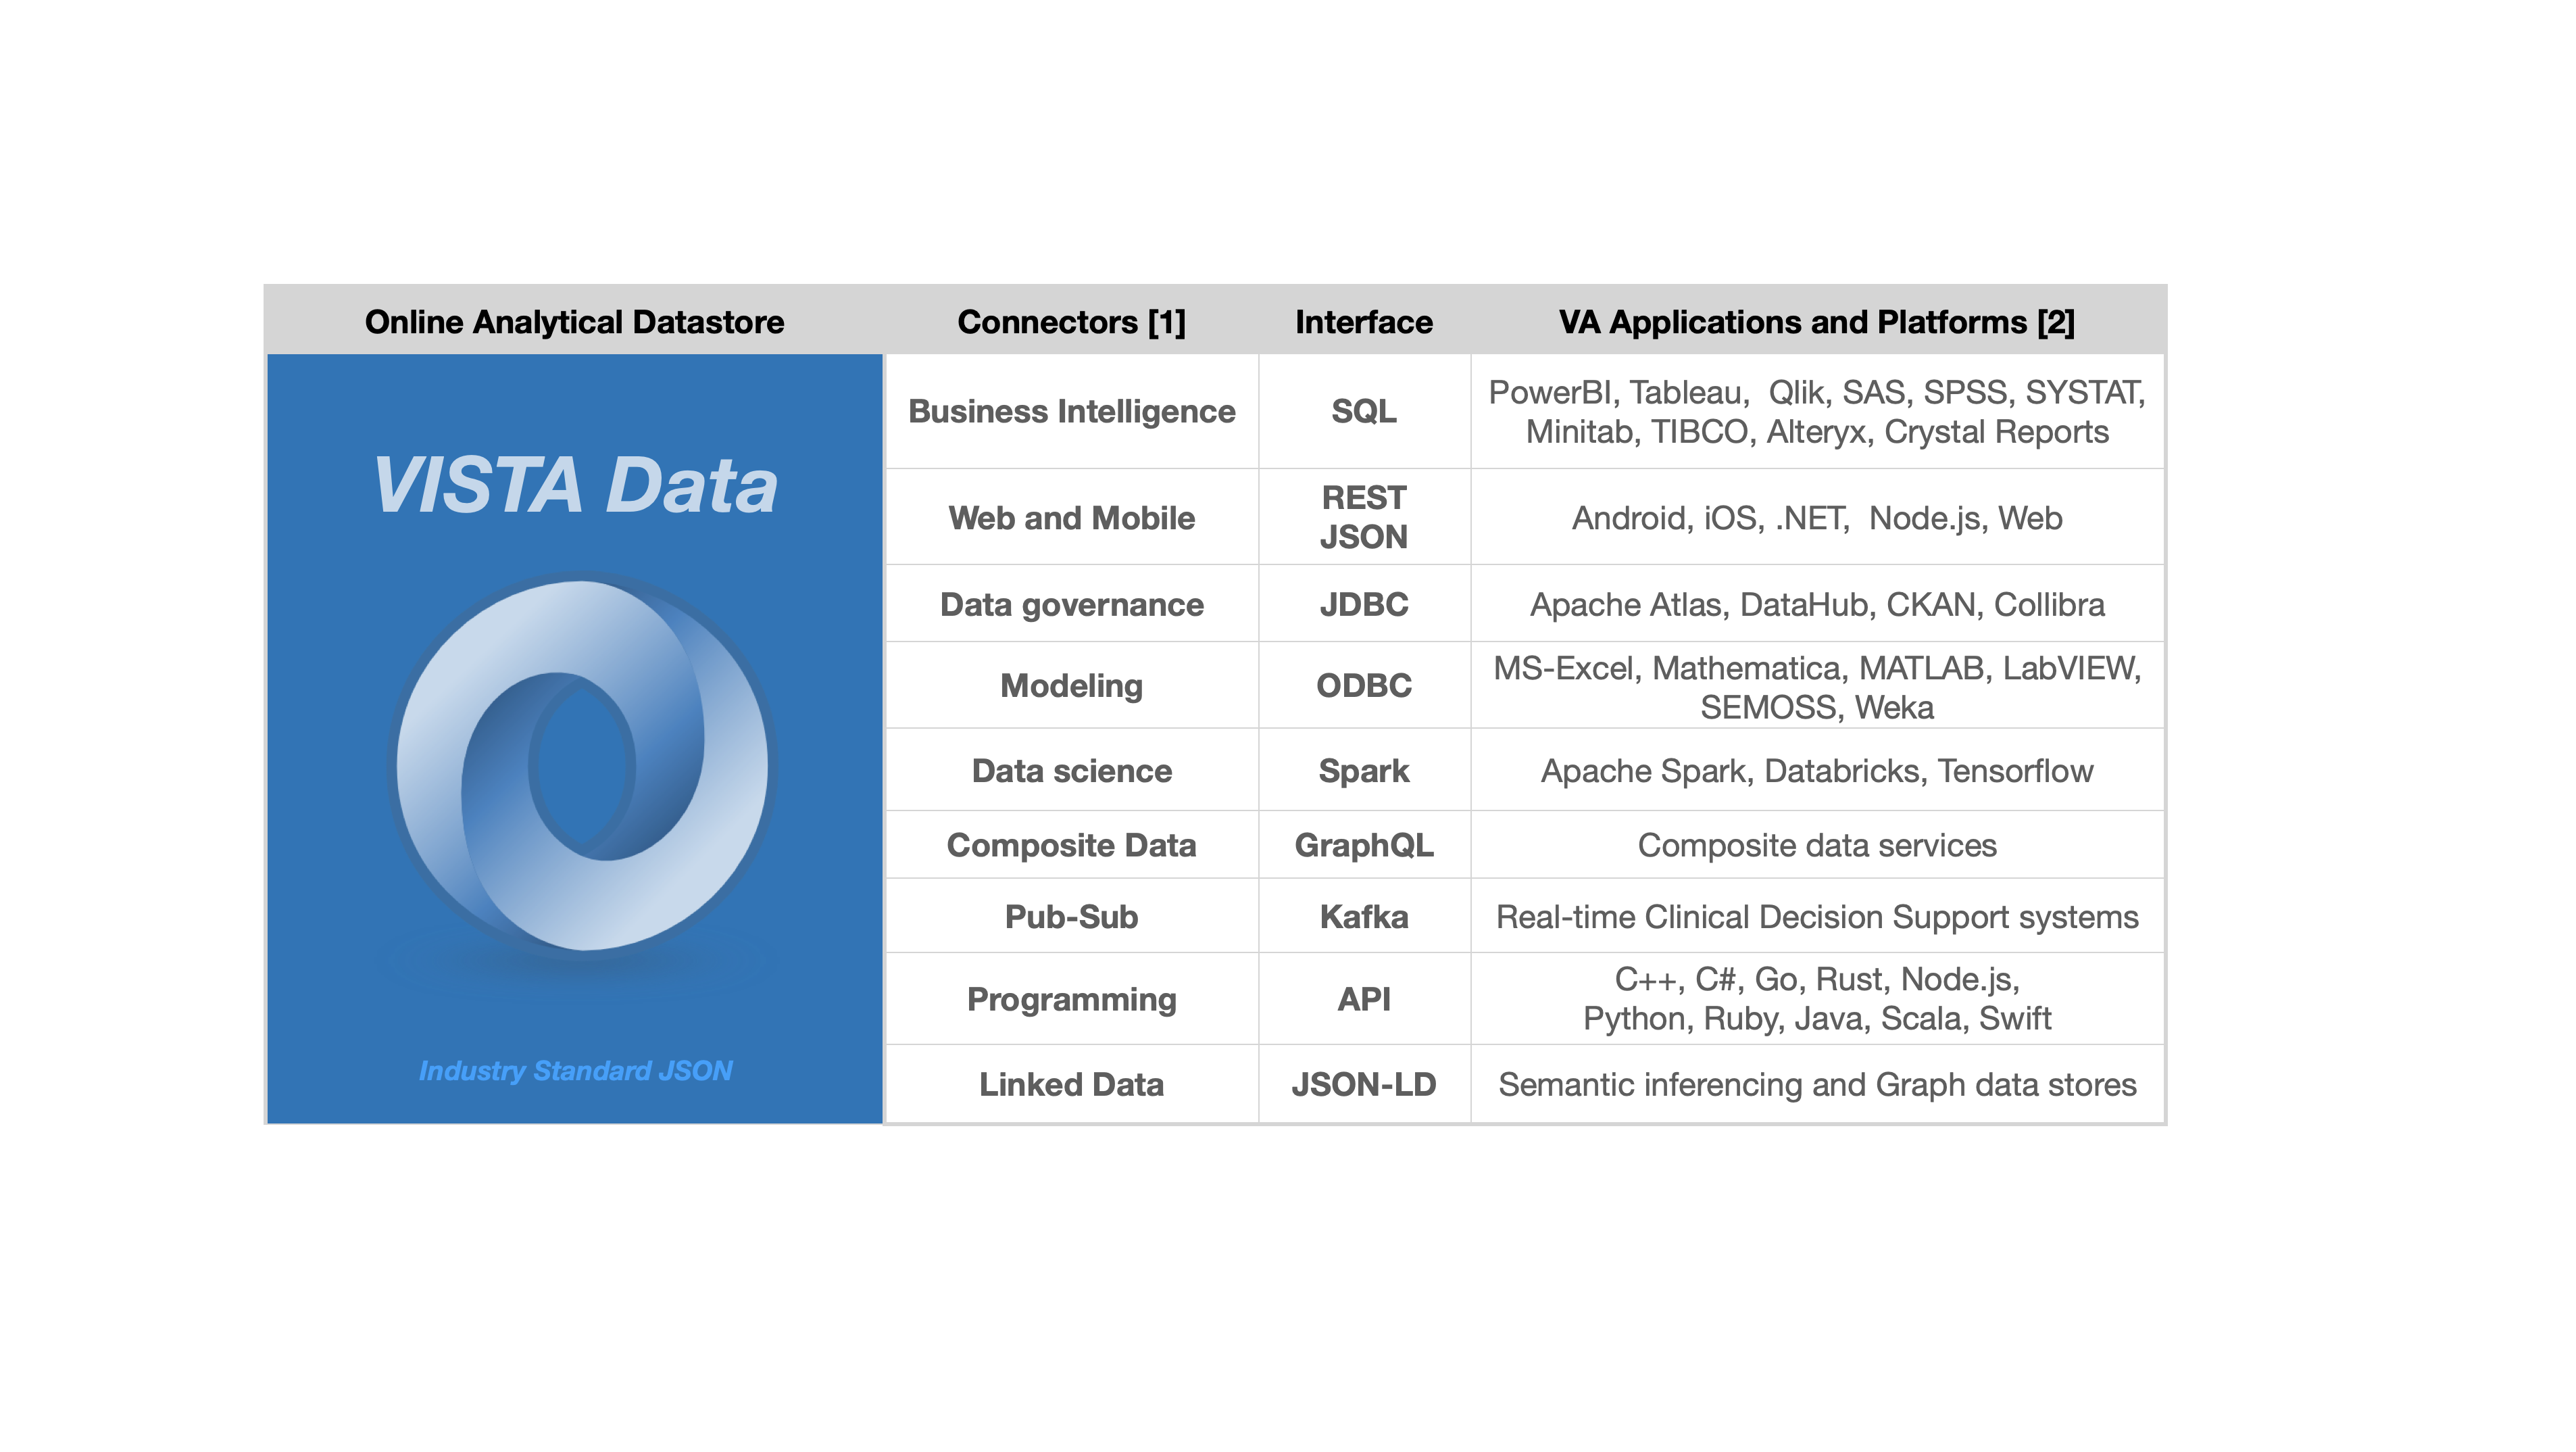 Online Analytical Datastore
Connectors [1]
Interface
VA Applications and Platforms [2]
VISTA Data
Industry Standard JSON
Business Intelligence
SQL
PowerBI, Tableau,  Qlik, SAS, SPSS, SYSTAT,
Minitab, TIBCO, Alteryx, Crystal Reports
Web and Mobile
REST
JSON
Android, iOS, .NET,  Node.js, Web
Data governance
JDBC
Apache Atlas, DataHub, CKAN, Collibra
Modeling
ODBC
MS-Excel, Mathematica, MATLAB, LabVIEW,
SEMOSS, Weka
Data science
Spark
Apache Spark, Databricks, Tensorflow
Composite Data
GraphQL
Composite data services
Pub-Sub
Kafka
Real-time Clinical Decision Support systems
Programming
API
C++, C#, Go, Rust, Node.js,
Python, Ruby, Java, Scala, Swift
Linked Data
JSON-LD
Semantic inferencing and Graph data stores